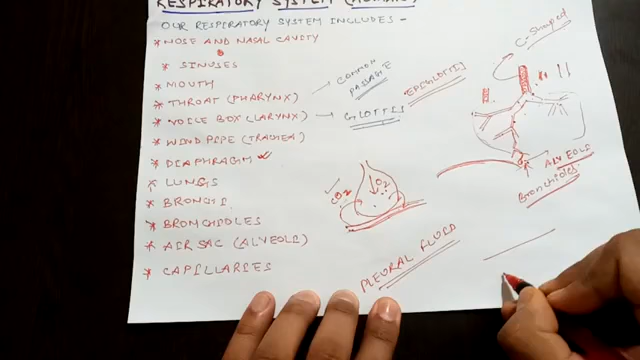 RESPIRATORY SYSTEM
OUR RESPIRATORY SYSTEM INCLUDES -
* NOSE AND NASAL CAVITY
* SINUSES
* MOUTH
* THROAT (PHARYNX)
* VOICE BOX (LARYNX)
* WIND PIPE (TRACHEA)
* DIAPHRAGM ✓
* LUNGS
* BRONCHI
* BRONCHIOLES
* AIR SAC (ALVEOLI)
* CAPILLARIES
COMMON
PASSAGE
GLOTTIS
EPIGLOTTIS
C-Shaped
ALVEOLI
Bronchioles
CO2
O2
PLEURAL FLUID